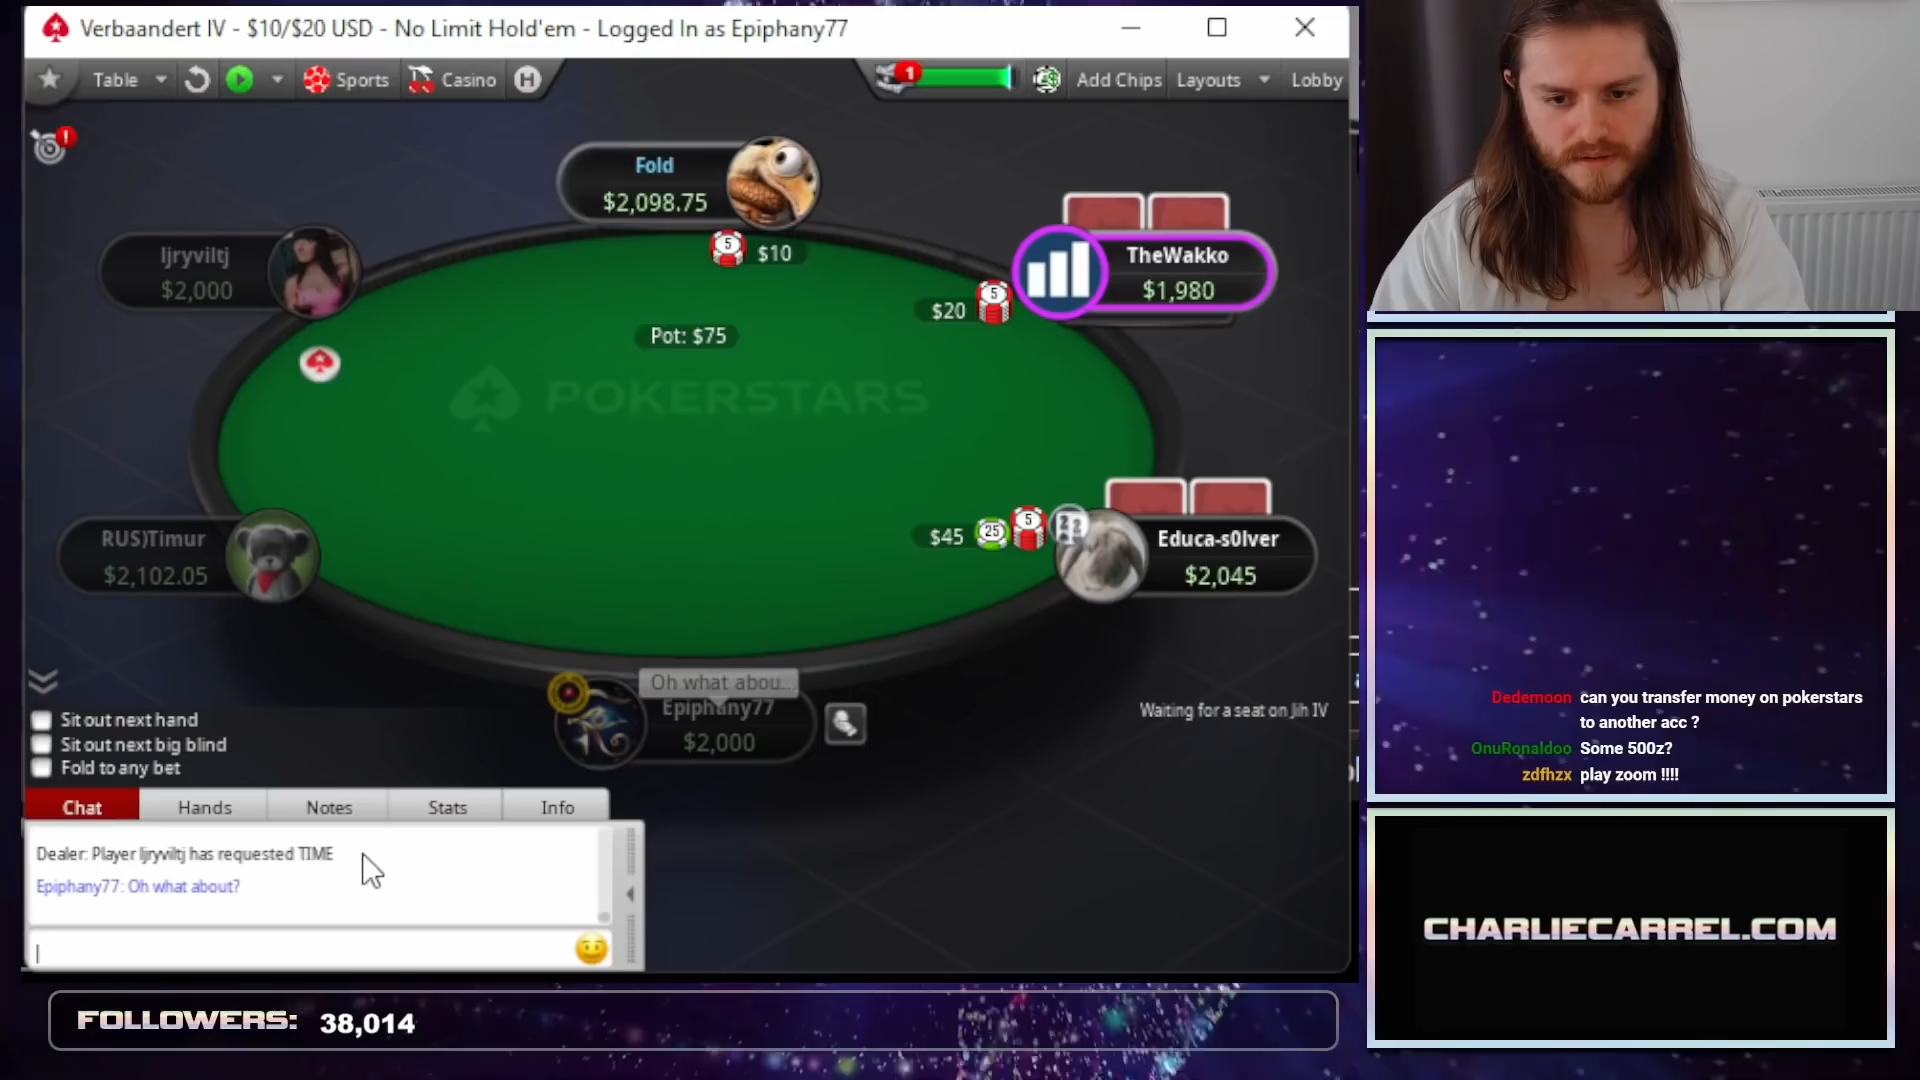 Verbaandert IV - $10/$20 USD - No Limit Hold'em - Logged In as Epiphany77
Table
Sports
Casino
H
1
Add Chips
Layouts
Lobby
!
Fold
$2,098.75
ljryviltj
$2,000
5
$10
TheWakko
$1,980
$20
5
Pot: $75
POKERSTARS
RUS)Timur
$2,102.05
$45
25
5
Educa-s0lver
$2,045
Oh what abou...
Epiphany77
$2,000
Waiting for a seat on Jih IV
Sit out next hand
Sit out next big blind
Fold to any bet
Chat
Hands
Notes
Stats
Info
Dealer: Player ljryviltj has requested TIME
Epiphany77: Oh what about?
Dedemoon can you transfer money on pokerstars
to another acc ?
OnuRonaldoo Some 500z?
zdfhzx play zoom !!!!
CHARLIECARREL.COM
FOLLOWERS: 38,014